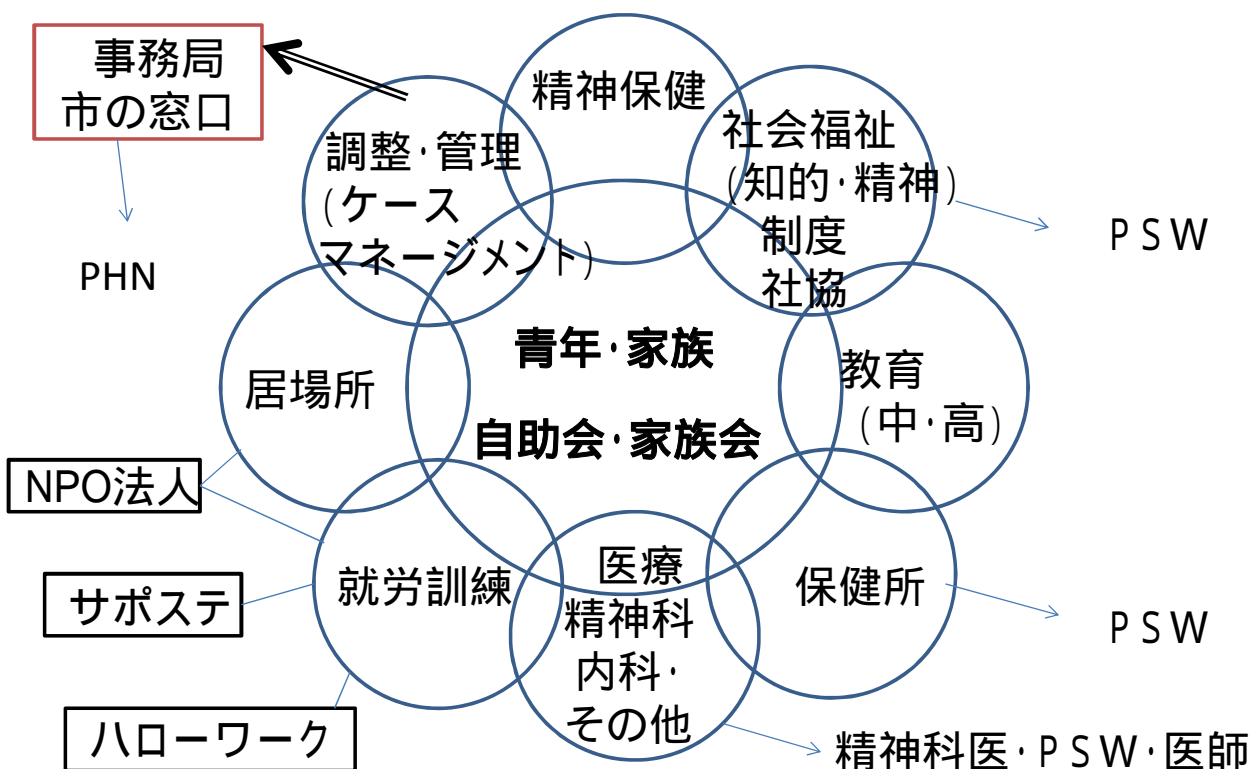 事務局
市の窓口
精神保健
社会福祉
(知的・精神)
制度
社協
調整・管理
(ケース
マネージメント)
PSW
PHN
青年・家族
自助会・家族会
居場所
教育
(中・高)
NPO法人
サポステ
ハローワーク
就労訓練
医療
精神科
内科・
その他
保健所
PSW
精神科医・PSW・医師